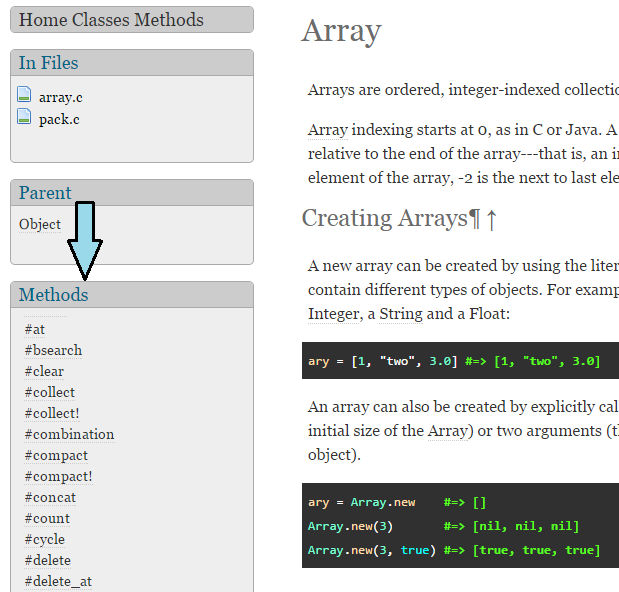 Home Classes Methods
In Files
array.c
pack.c
Parent
Object
Methods
#at
#bsearch
#clear
#collect
#collect!
#combination
#compact
#compact!
#concat
#count
#cycle
#delete
#delete_at
Array
Arrays are ordered, integer-indexed
Array indexing starts at 0, as in C or Java. A
relative to the end of the array---that is, an
element of the array, -2 is the next to last
Creating Arrays¶ ↑
A new array can be created by using the
contain different types of objects. For
Integer, a String and a Float:
ary = [1, "two", 3.0] #=> [1, "two", 3.0]
An array can also be created by explicitly
initial size of the Array) or two arguments
object).
ary = Array.new    #=> []
Array.new(3)       #=> [nil, nil, nil]
Array.new(3, true) #=> [true, true, true]